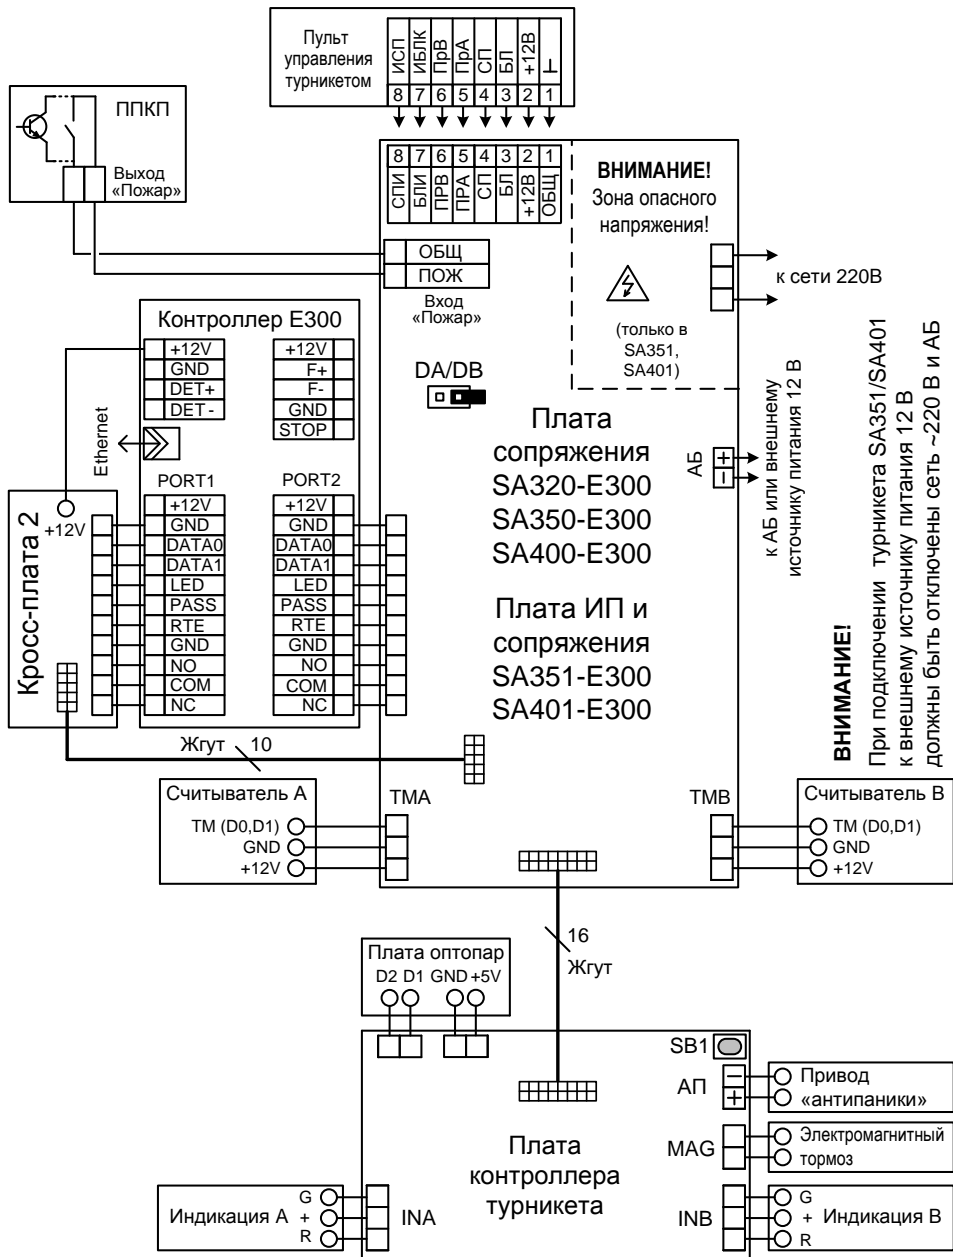 Пульт
управления
турникетом
ИСП
ИБЛК
ПрВ
ПрА
СП
БЛ
+12В
⊥
8 7 6 5 4 3 2 1
ППКП
Выход
«Пожар»
8 7 6 5 4 3 2 1
СПИ
БПИ
ПРВ
ПРА
СП
БЛ
+12В
ОБЩ
ВНИМАНИЕ!
Зона опасного
напряжения!
(только в
SA351,
SA401)
к сети 220В
ОБЩ
ПОЖ
Вход
«Пожар»
Контроллер E300
+12V
GND
DET+
DET -
+12V
F+
F-
GND
STOP
Ethernet
DA/DB
PORT1
+12V
GND
DATA0
DATA1
LED
PASS
RTE
GND
NO
COM
NC
PORT2
+12V
GND
DATA0
DATA1
LED
PASS
RTE
GND
NO
COM
NC
+12V
Кросс-плата 2
Жгут 10
Плата
сопряжения
SA320-E300
SA350-E300
SA400-E300
Плата ИП и
сопряжения
SA351-E300
SA401-E300
АБ
+
−
к АБ или внешнему
источнику питания 12 В
ВНИМАНИЕ!
При подключении турникета SA351/SA401
к внешнему источнику питания 12 В
должны быть отключены сеть ~220 В и АБ
Считыватель А
TM (D0,D1)
GND
+12V
TMA
TMB
Считыватель В
TM (D0,D1)
GND
+12V
16
Жгут
Плата оптопар
D2 D1 GND +5V
SB1
АП
−
+
Привод
«антипаники»
MAG
Электромагнитный
тормоз
Плата
контроллера
турникета
Индикация А
G
+
R
INA
INB
G
+
R
Индикация В